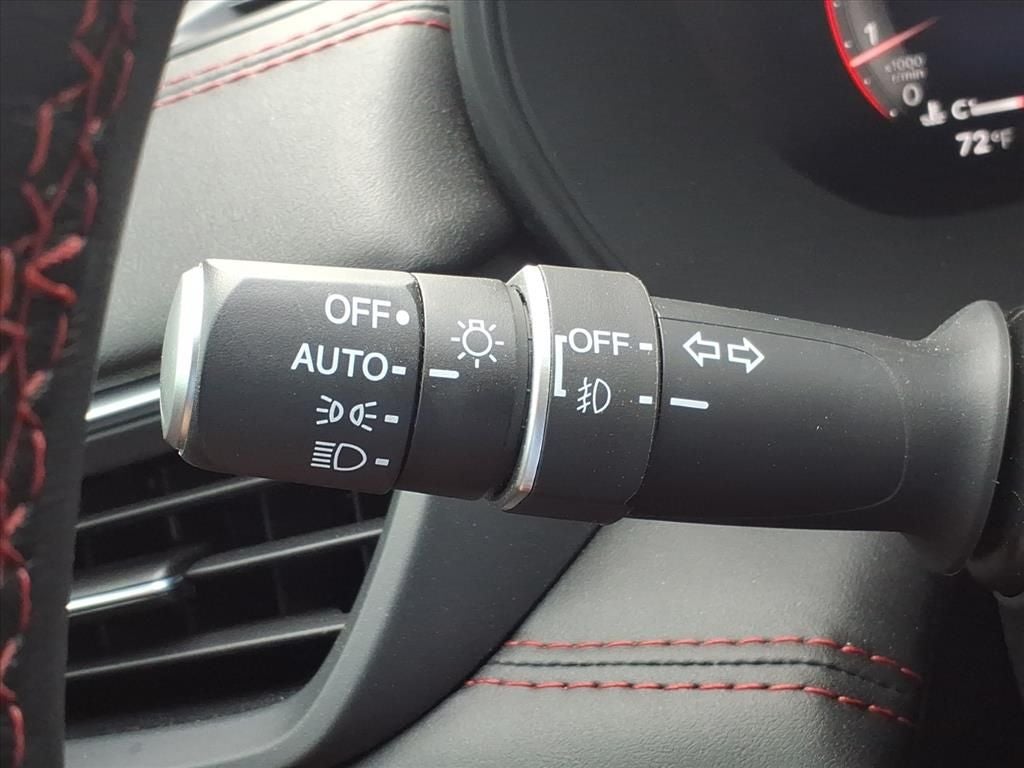 1
x1000
r/min
0
C
72°F
OFF
AUTO
OFF